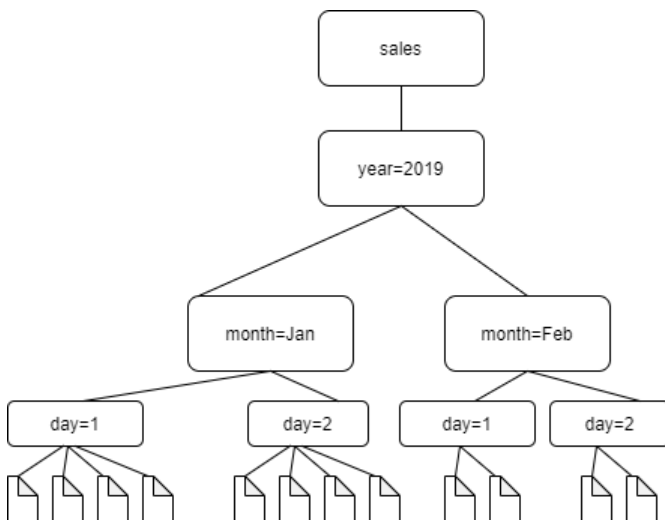 sales
year=2019
month=Jan
month=Feb
day=1
day=2
day=1
day=2